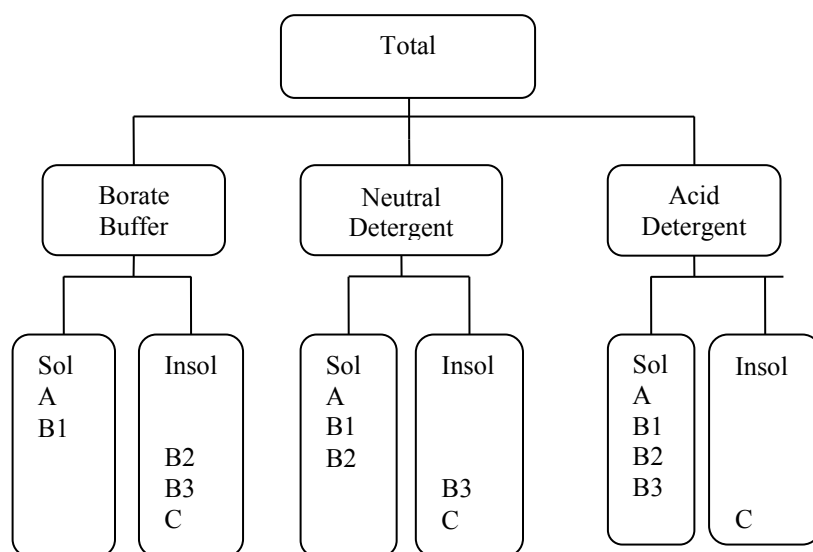 Total
Borate
Buffer
Neutral
Detergent
Acid
Detergent
Sol
A
B1
Insol
B2
B3
C
Sol
A
B1
B2
Insol
B3
C
Sol
A
B1
B2
B3
Insol
C